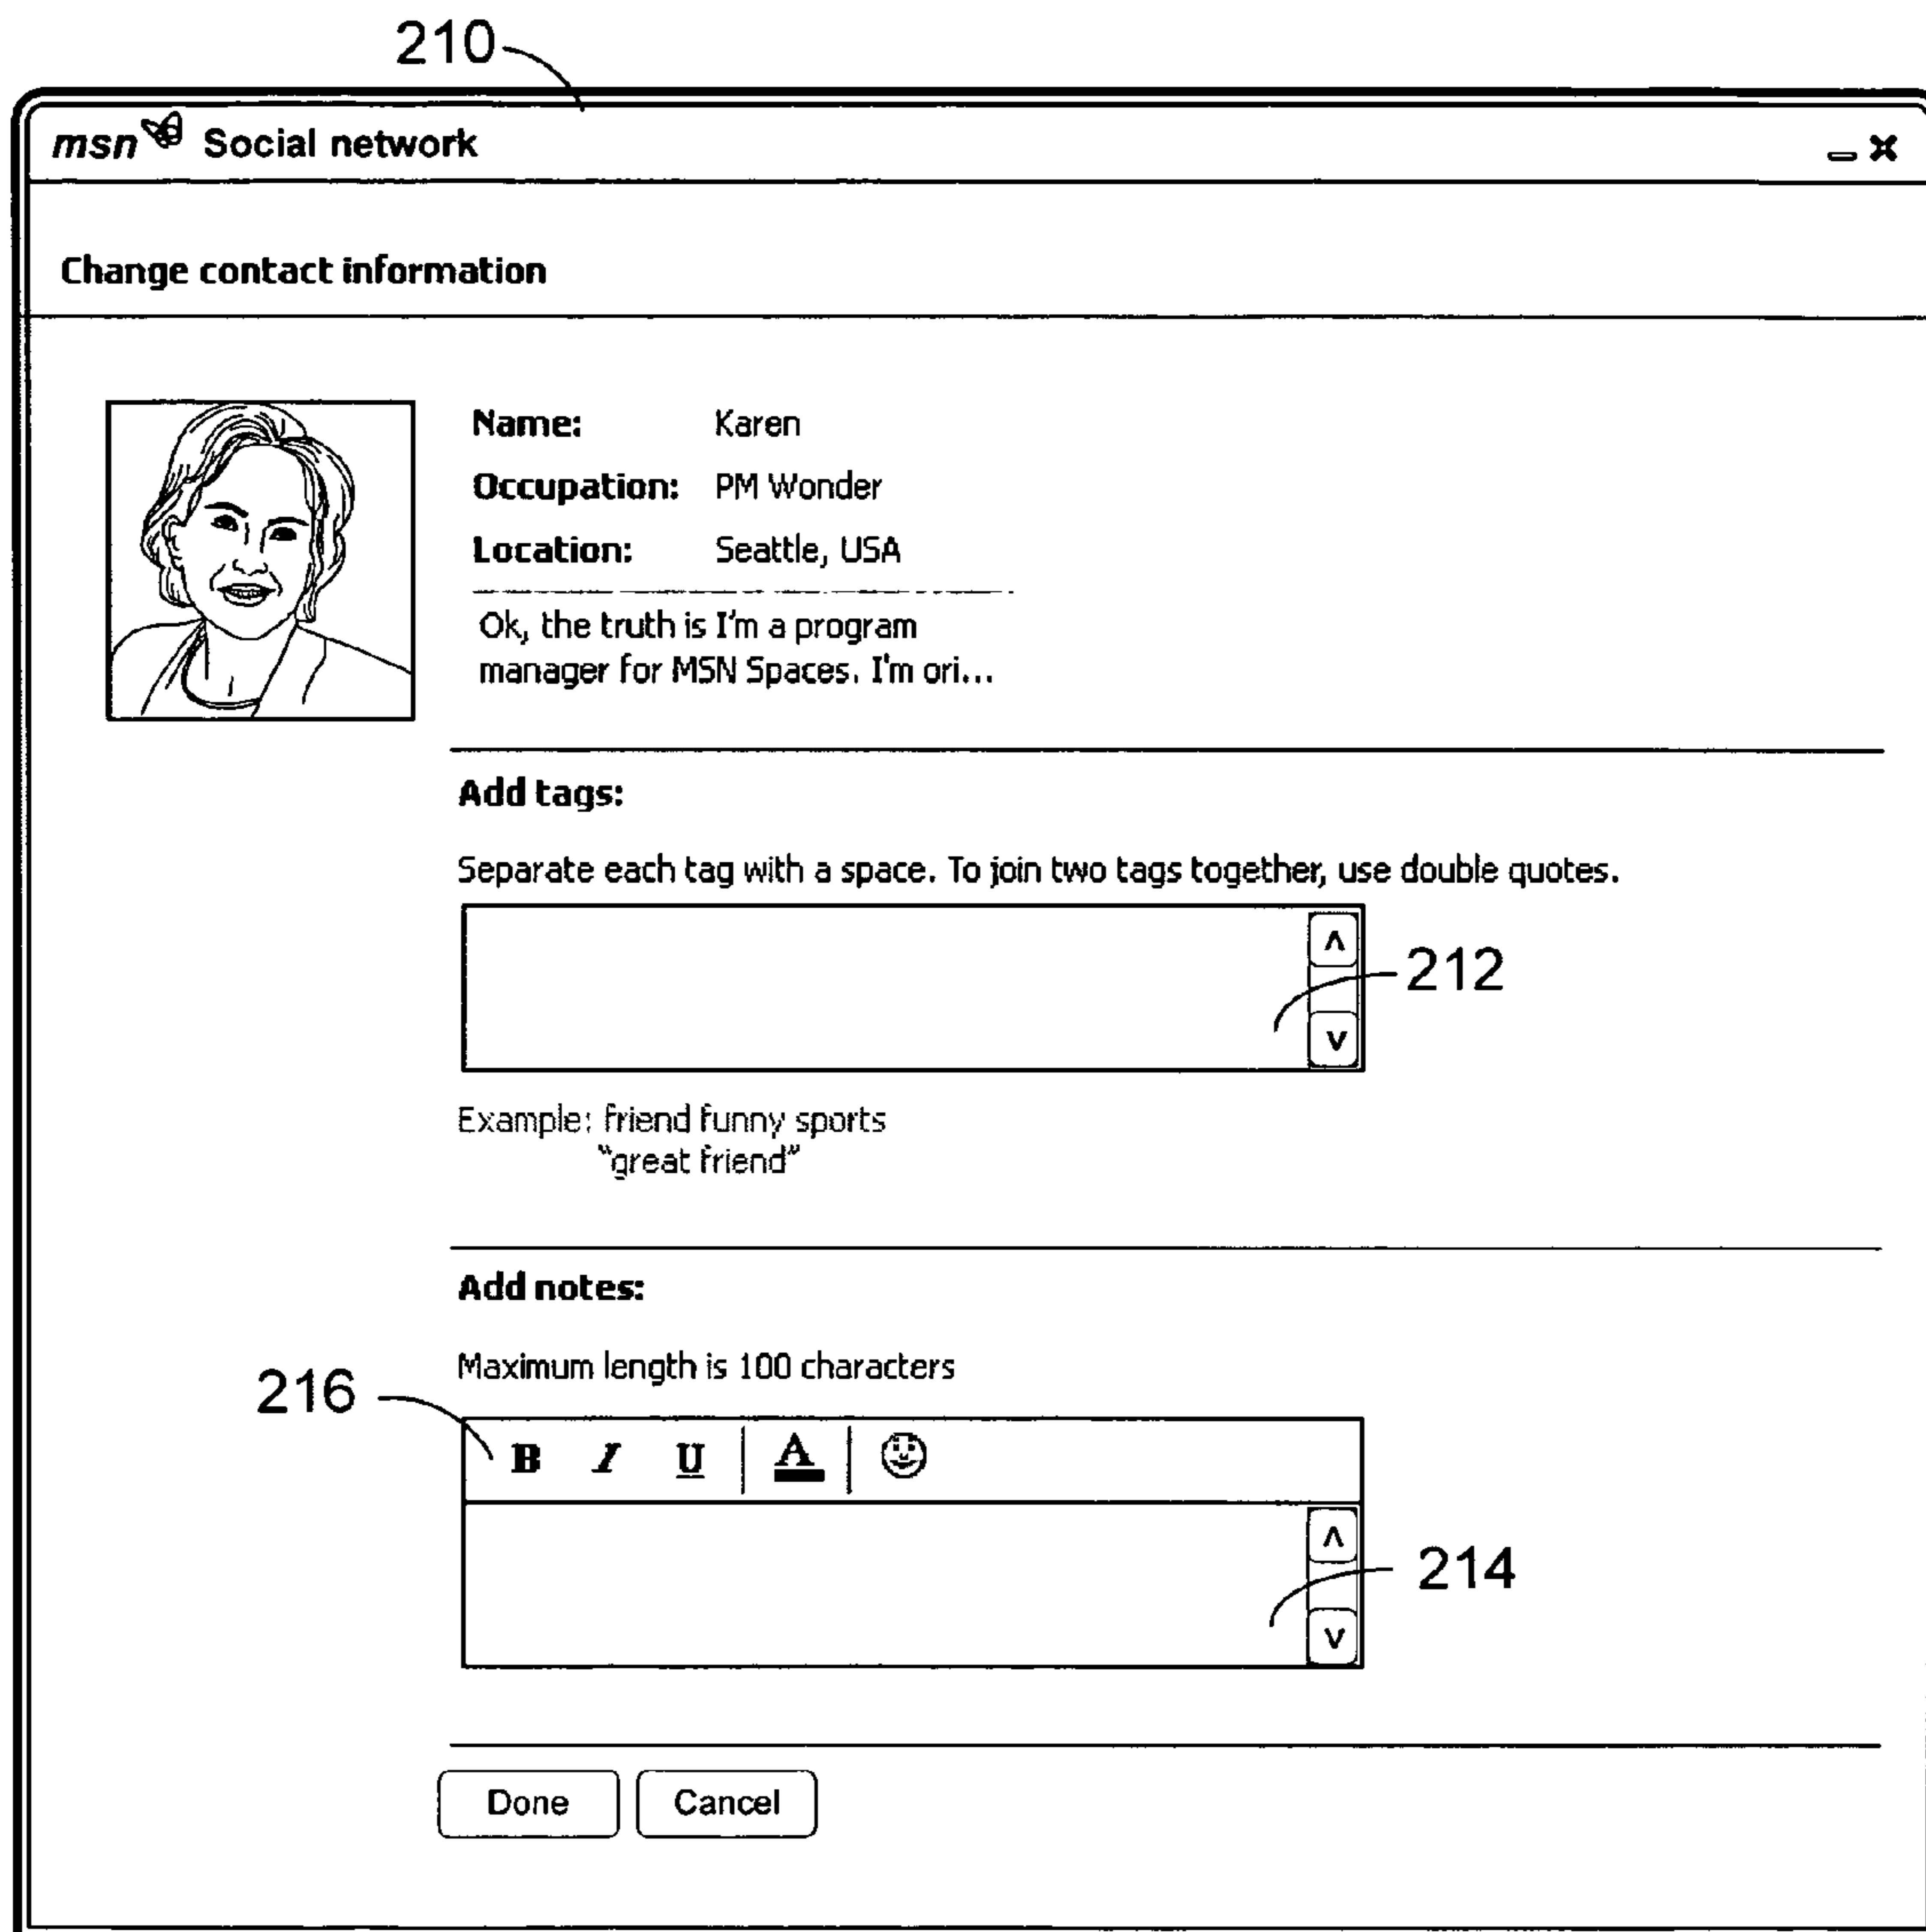 210
msn Social network
Change contact information
Name: Karen
Occupation: PM Wonder
Location: Seattle, USA
Ok, the truth is I'm a program
manager for MSN Spaces. I'm ori...
Add tags:
Separate each tag with a space. To join two tags together, use double quotes.
212
Example: friend funny sports
"great friend"
Add notes:
Maximum length is 100 characters
216
B I U A
214
Done Cancel